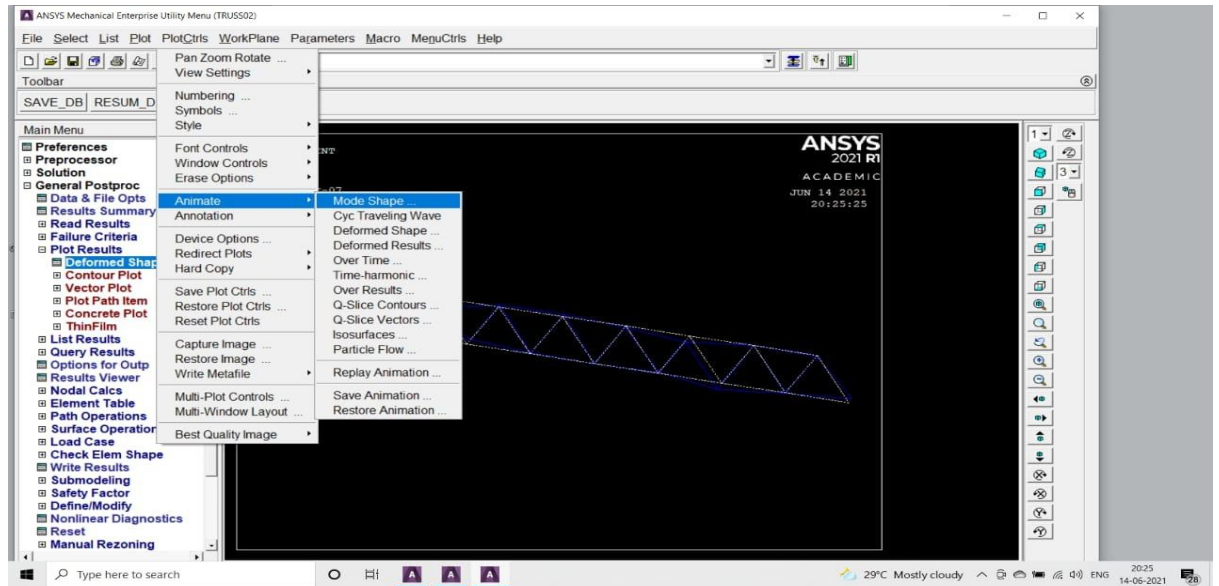 ANSYS Mechanical Enterprise Utility Menu (TRUSS02)
File Select List Plot PlotCtrls WorkPlane Parameters Macro MenuCtrls Help
Toolbar
SAVE_DB RESUM_D
Main Menu
Preferences
Preprocessor
Solution
General Postproc
Data & File Opts
Results Summary
Read Results
Failure Criteria
Plot Results
Deformed Shap
Contour Plot
Vector Plot
Plot Path Item
Concrete Plot
ThinFilm
List Results
Query Results
Options for Outp
Results Viewer
Nodal Calcs
Element Table
Path Operations
Surface Operation
Load Case
Check Elem Shape
Write Results
Submodeling
Safety Factor
Define/Modify
Nonlinear Diagnostics
Reset
Manual Rezoning
Pan Zoom Rotate ...
View Settings
Numbering ...
Symbols ...
Style
Font Controls
Window Controls
Erase Options
Animate
Annotation
Device Options ...
Redirect Plots
Hard Copy
Save Plot Ctrls ...
Restore Plot Ctrls ...
Reset Plot Ctrls
Capture Image ...
Restore Image ...
Write Metafile
Multi-Plot Controls ...
Multi-Window Layout ...
Best Quality Image
Mode Shape ...
Cyc Traveling Wave
Deformed Shape ...
Deformed Results ...
Over Time ...
Time-harmonic ...
Over Results ...
Q-Slice Contours ...
Q-Slice Vectors ...
Isosurfaces ...
Particle Flow ...
Replay Animation ...
Save Animation ...
Restore Animation ...
ANSYS
2021 R1
ACADEMIC
JUN 14 2021
20:25:25
1
3
Type here to search
29°C Mostly cloudy
ENG
20:25
14-06-2021
28